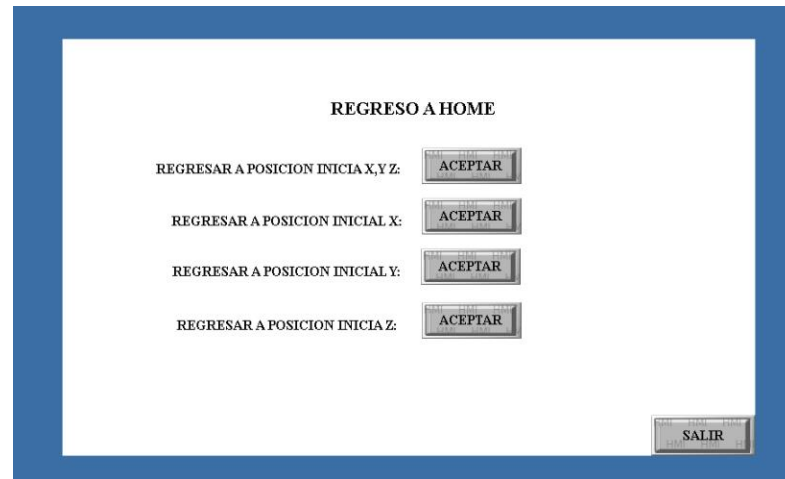 REGRESO A HOME
REGRESAR A POSICION INICIA X,Y Z: ACEPTAR
REGRESAR A POSICION INICIAL X: ACEPTAR
REGRESAR A POSICION INICIAL Y: ACEPTAR
REGRESAR A POSICION INICIA Z: ACEPTAR
SALIR